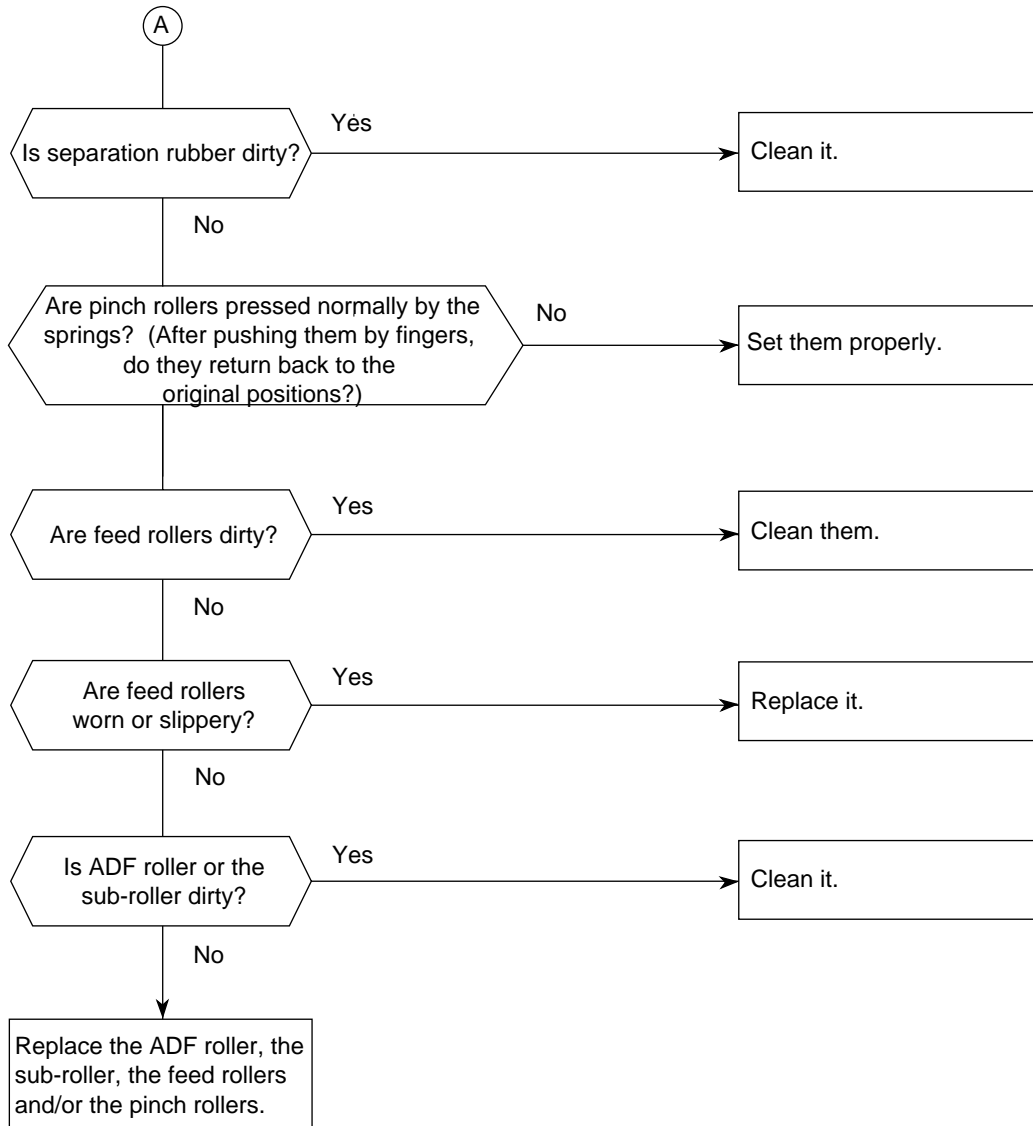 A
Is separation rubber dirty?
Yes
Clean it.
No
Are pinch rollers pressed normally by the
springs? (After pushing them by fingers,
do they return back to the
original positions?)
No
Set them properly.
Are feed rollers dirty?
Yes
Clean them.
No
Are feed rollers
worn or slippery?
Yes
Replace it.
No
Is ADF roller or the
sub-roller dirty?
Yes
Clean it.
No
Replace the ADF roller, the
sub-roller, the feed rollers
and/or the pinch rollers.